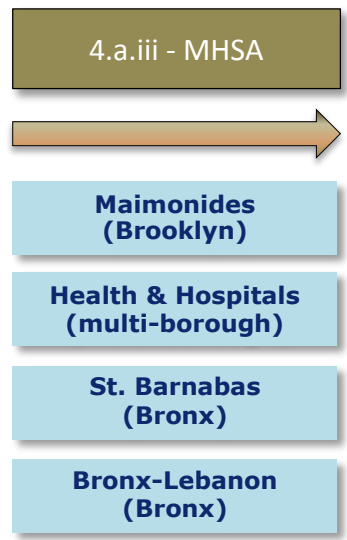 4.a.iii - MHSA
Maimonides
(Brooklyn)
Health & Hospitals
(multi-borough)
St. Barnabas
(Bronx)
Bronx-Lebanon
(Bronx)